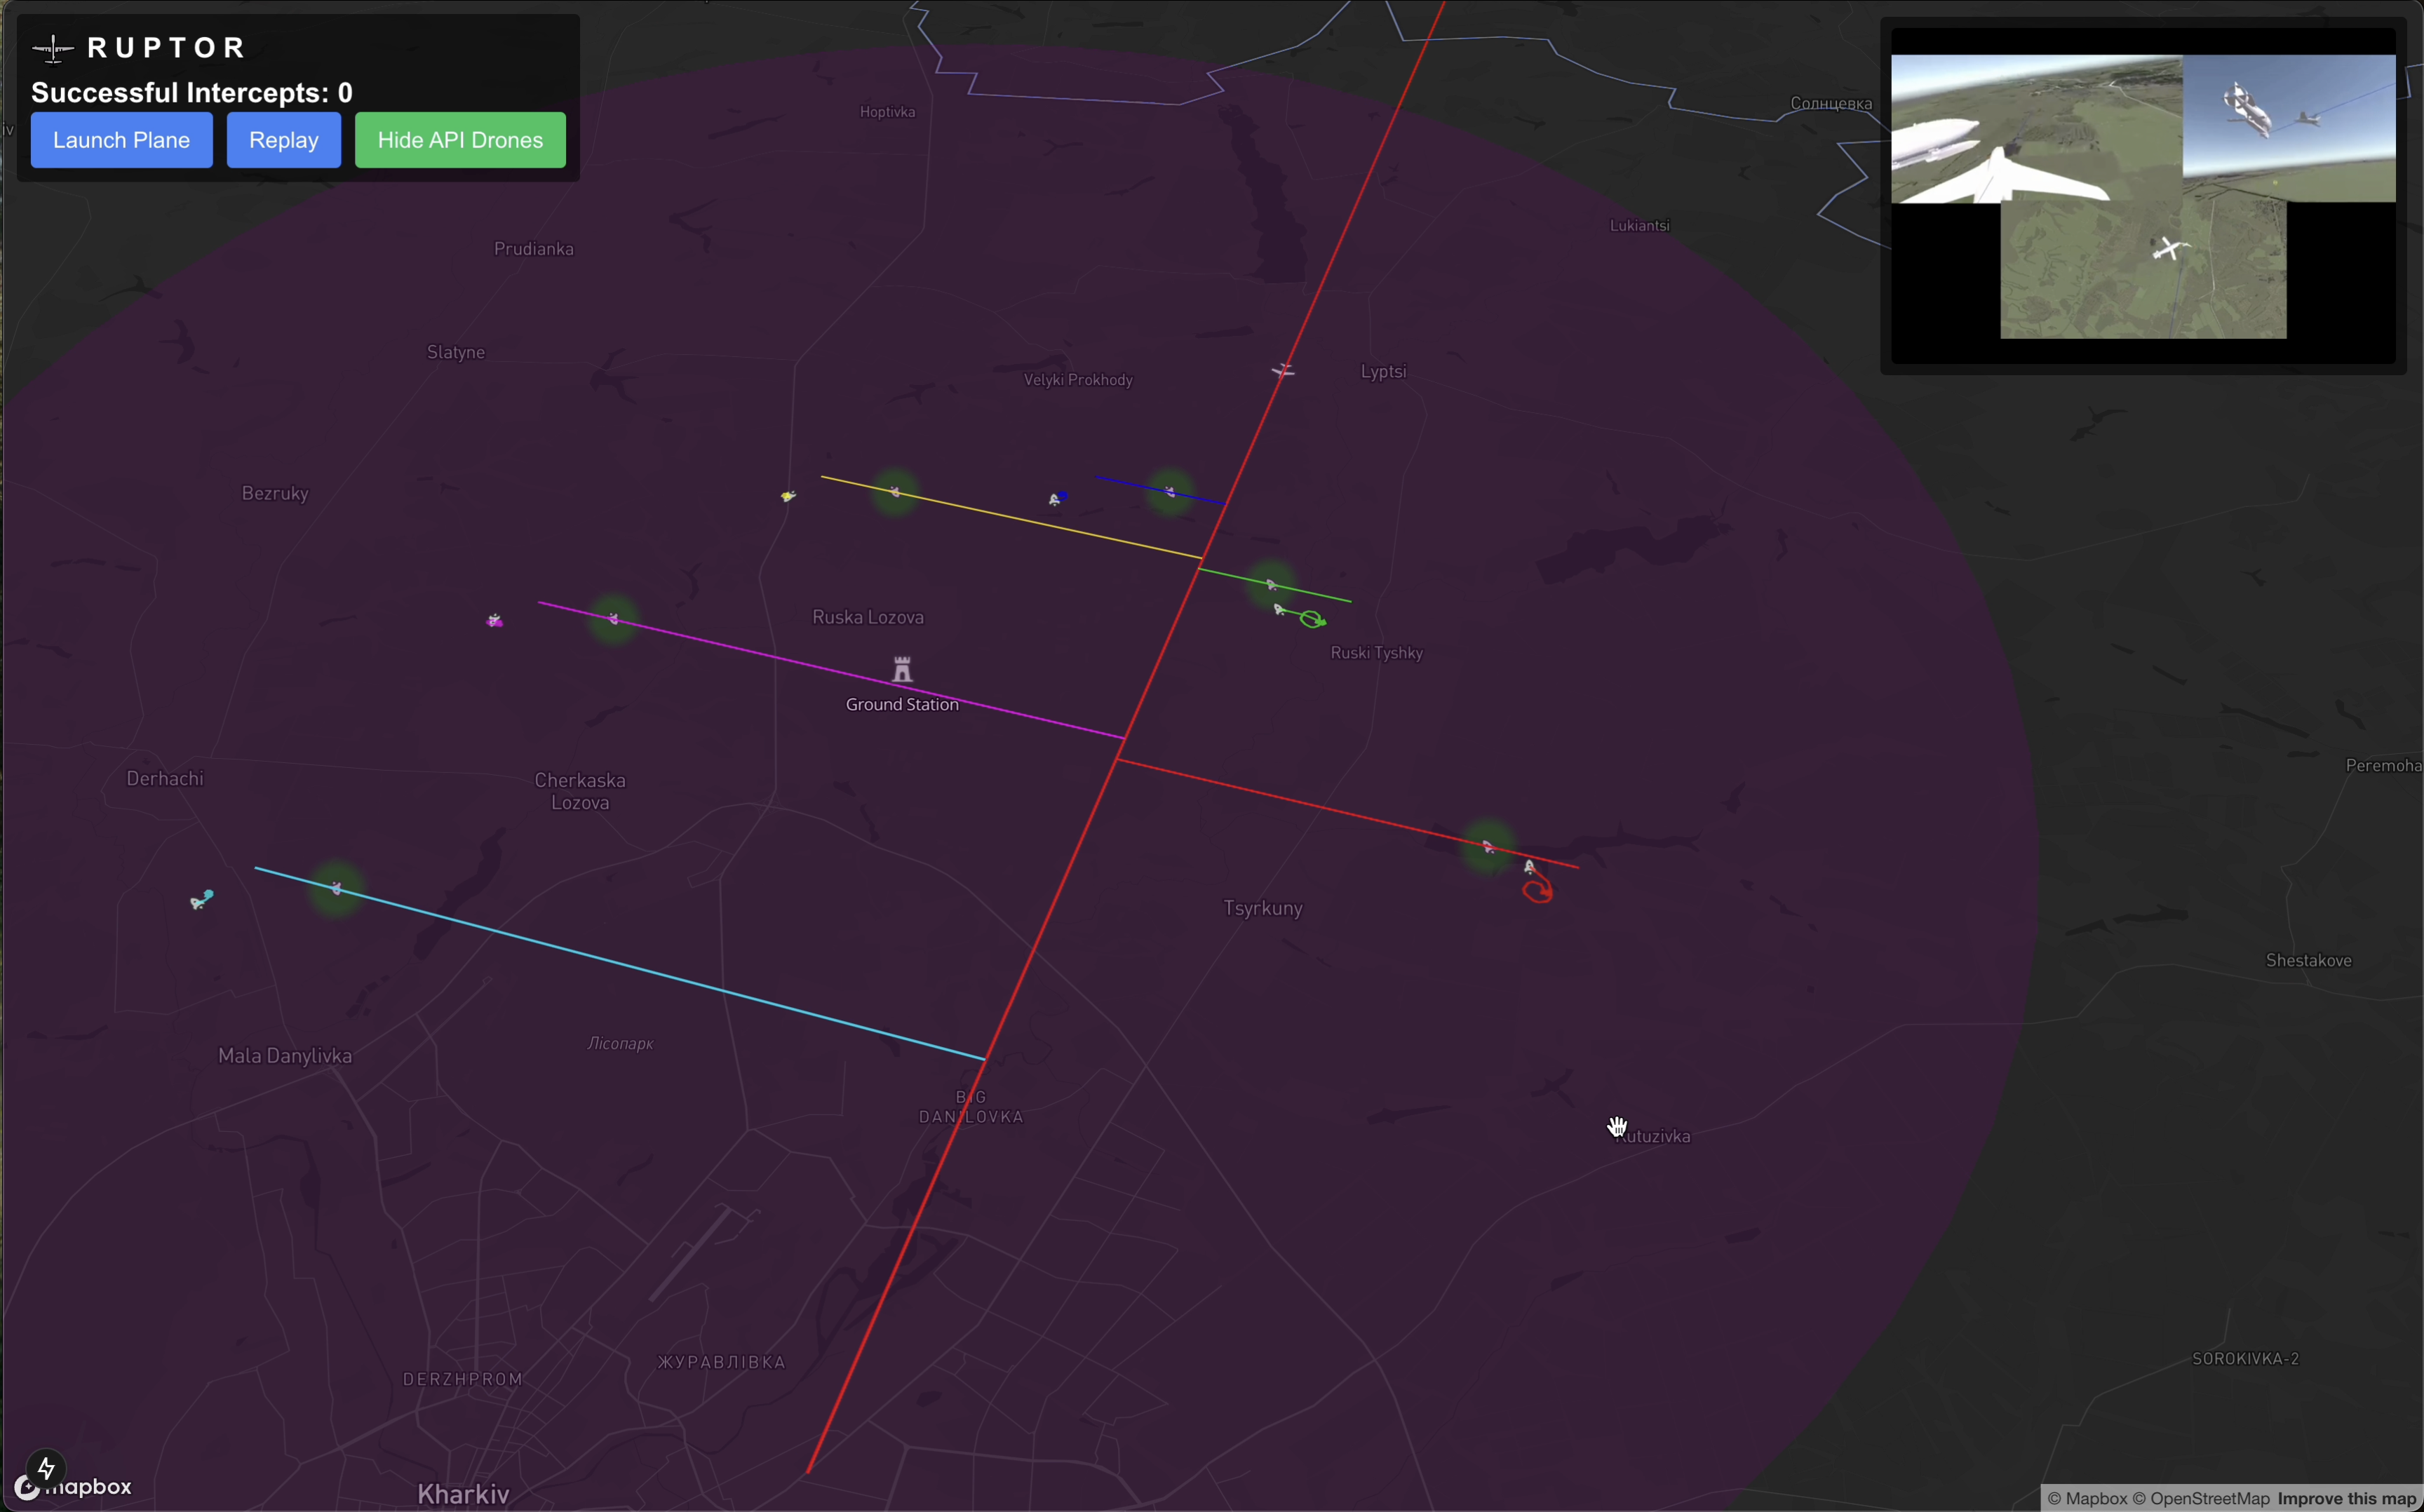 RUPTOR
Successful Intercepts: 0
Launch Plane
Replay
Hide API Drones
Hoptivka
Солнцевка
Prudianka
Lukiantsi
Slatyne
Velyki Prokhody
Lyptsi
Bezruky
Ruska Lozova
Ruski Tyshky
Ground Station
Derhachi
Cherkaska
Lozova
Peremoha
Tsyrkuny
Shestakove
Лісопарк
Mala Danylivka
BIG
DANILOVKA
Kutuzivka
ЖУРАВЛІВКА
DERZHPROM
SOROKIVKA-2
Kharkiv
mapbox
© Mapbox © OpenStreetMap Improve this map